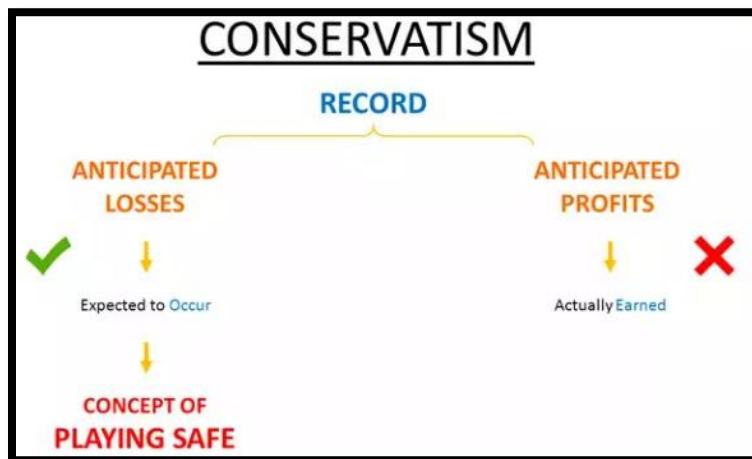 CONSERVATISM
RECORD
ANTICIPATED
LOSSES
Expected to Occur
CONCEPT OF
PLAYING SAFE
ANTICIPATED
PROFITS
Actually Earned